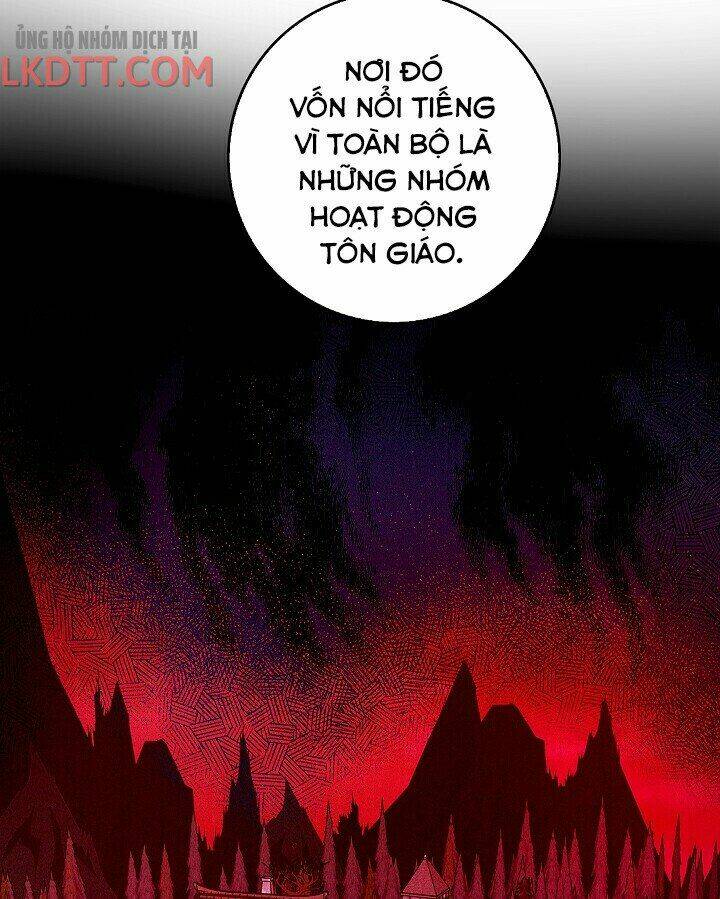 ỦNG HỘ NHÓM DỊCH TẠI
LKDTT.COM
NƠI ĐÓ
VỐN NỔI TIẾNG
VÌ TOÀN BỘ LÀ
NHỮNG NHÓM
HOẠT ĐỘNG
TÔN GIÁO.